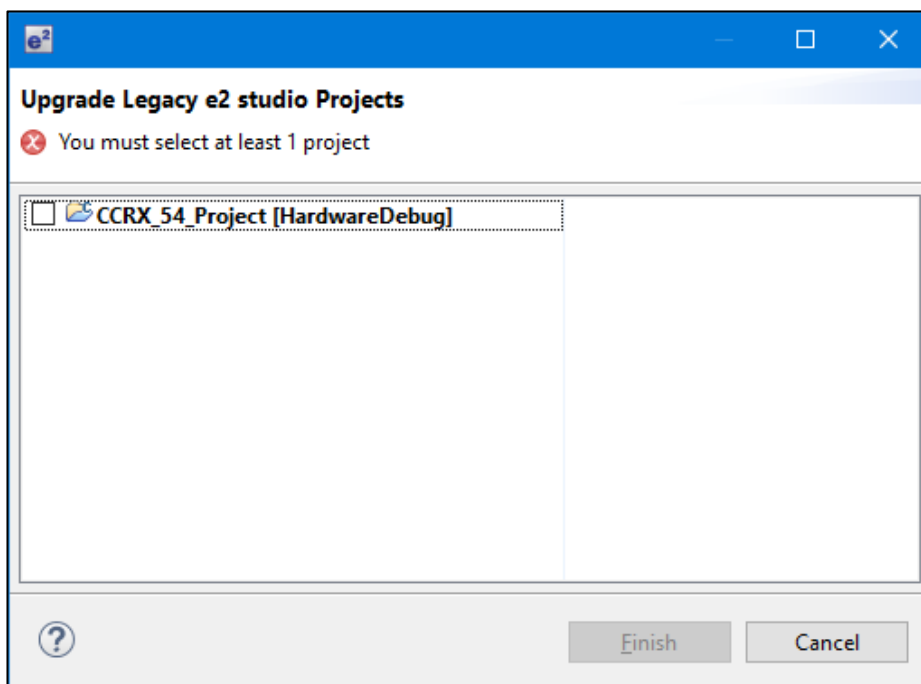 e²
Upgrade Legacy e2 studio Projects
You must select at least 1 project
CCRX_54_Project [HardwareDebug]
?
Finish
Cancel